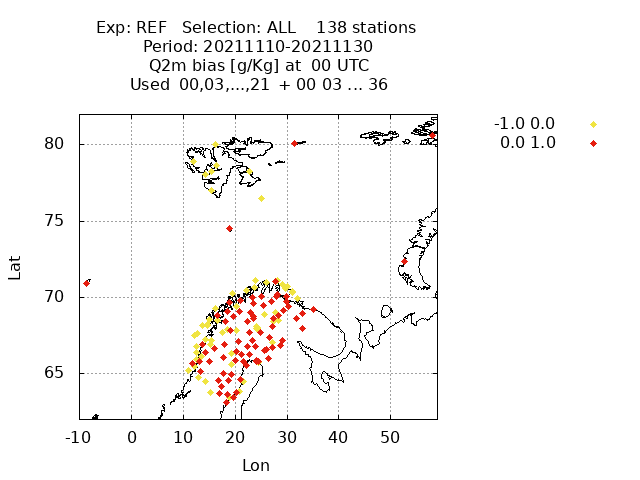 Exp: REF   Selection: ALL    138 stations
Period: 20211110-20211130
Q2m bias [g/Kg] at  00 UTC
Used  00,03,...,21  + 00 03 ... 36
-1.0 0.0
0.0 1.0
80
75
70
65
Lat
-10 0 10 20 30 40 50
Lon